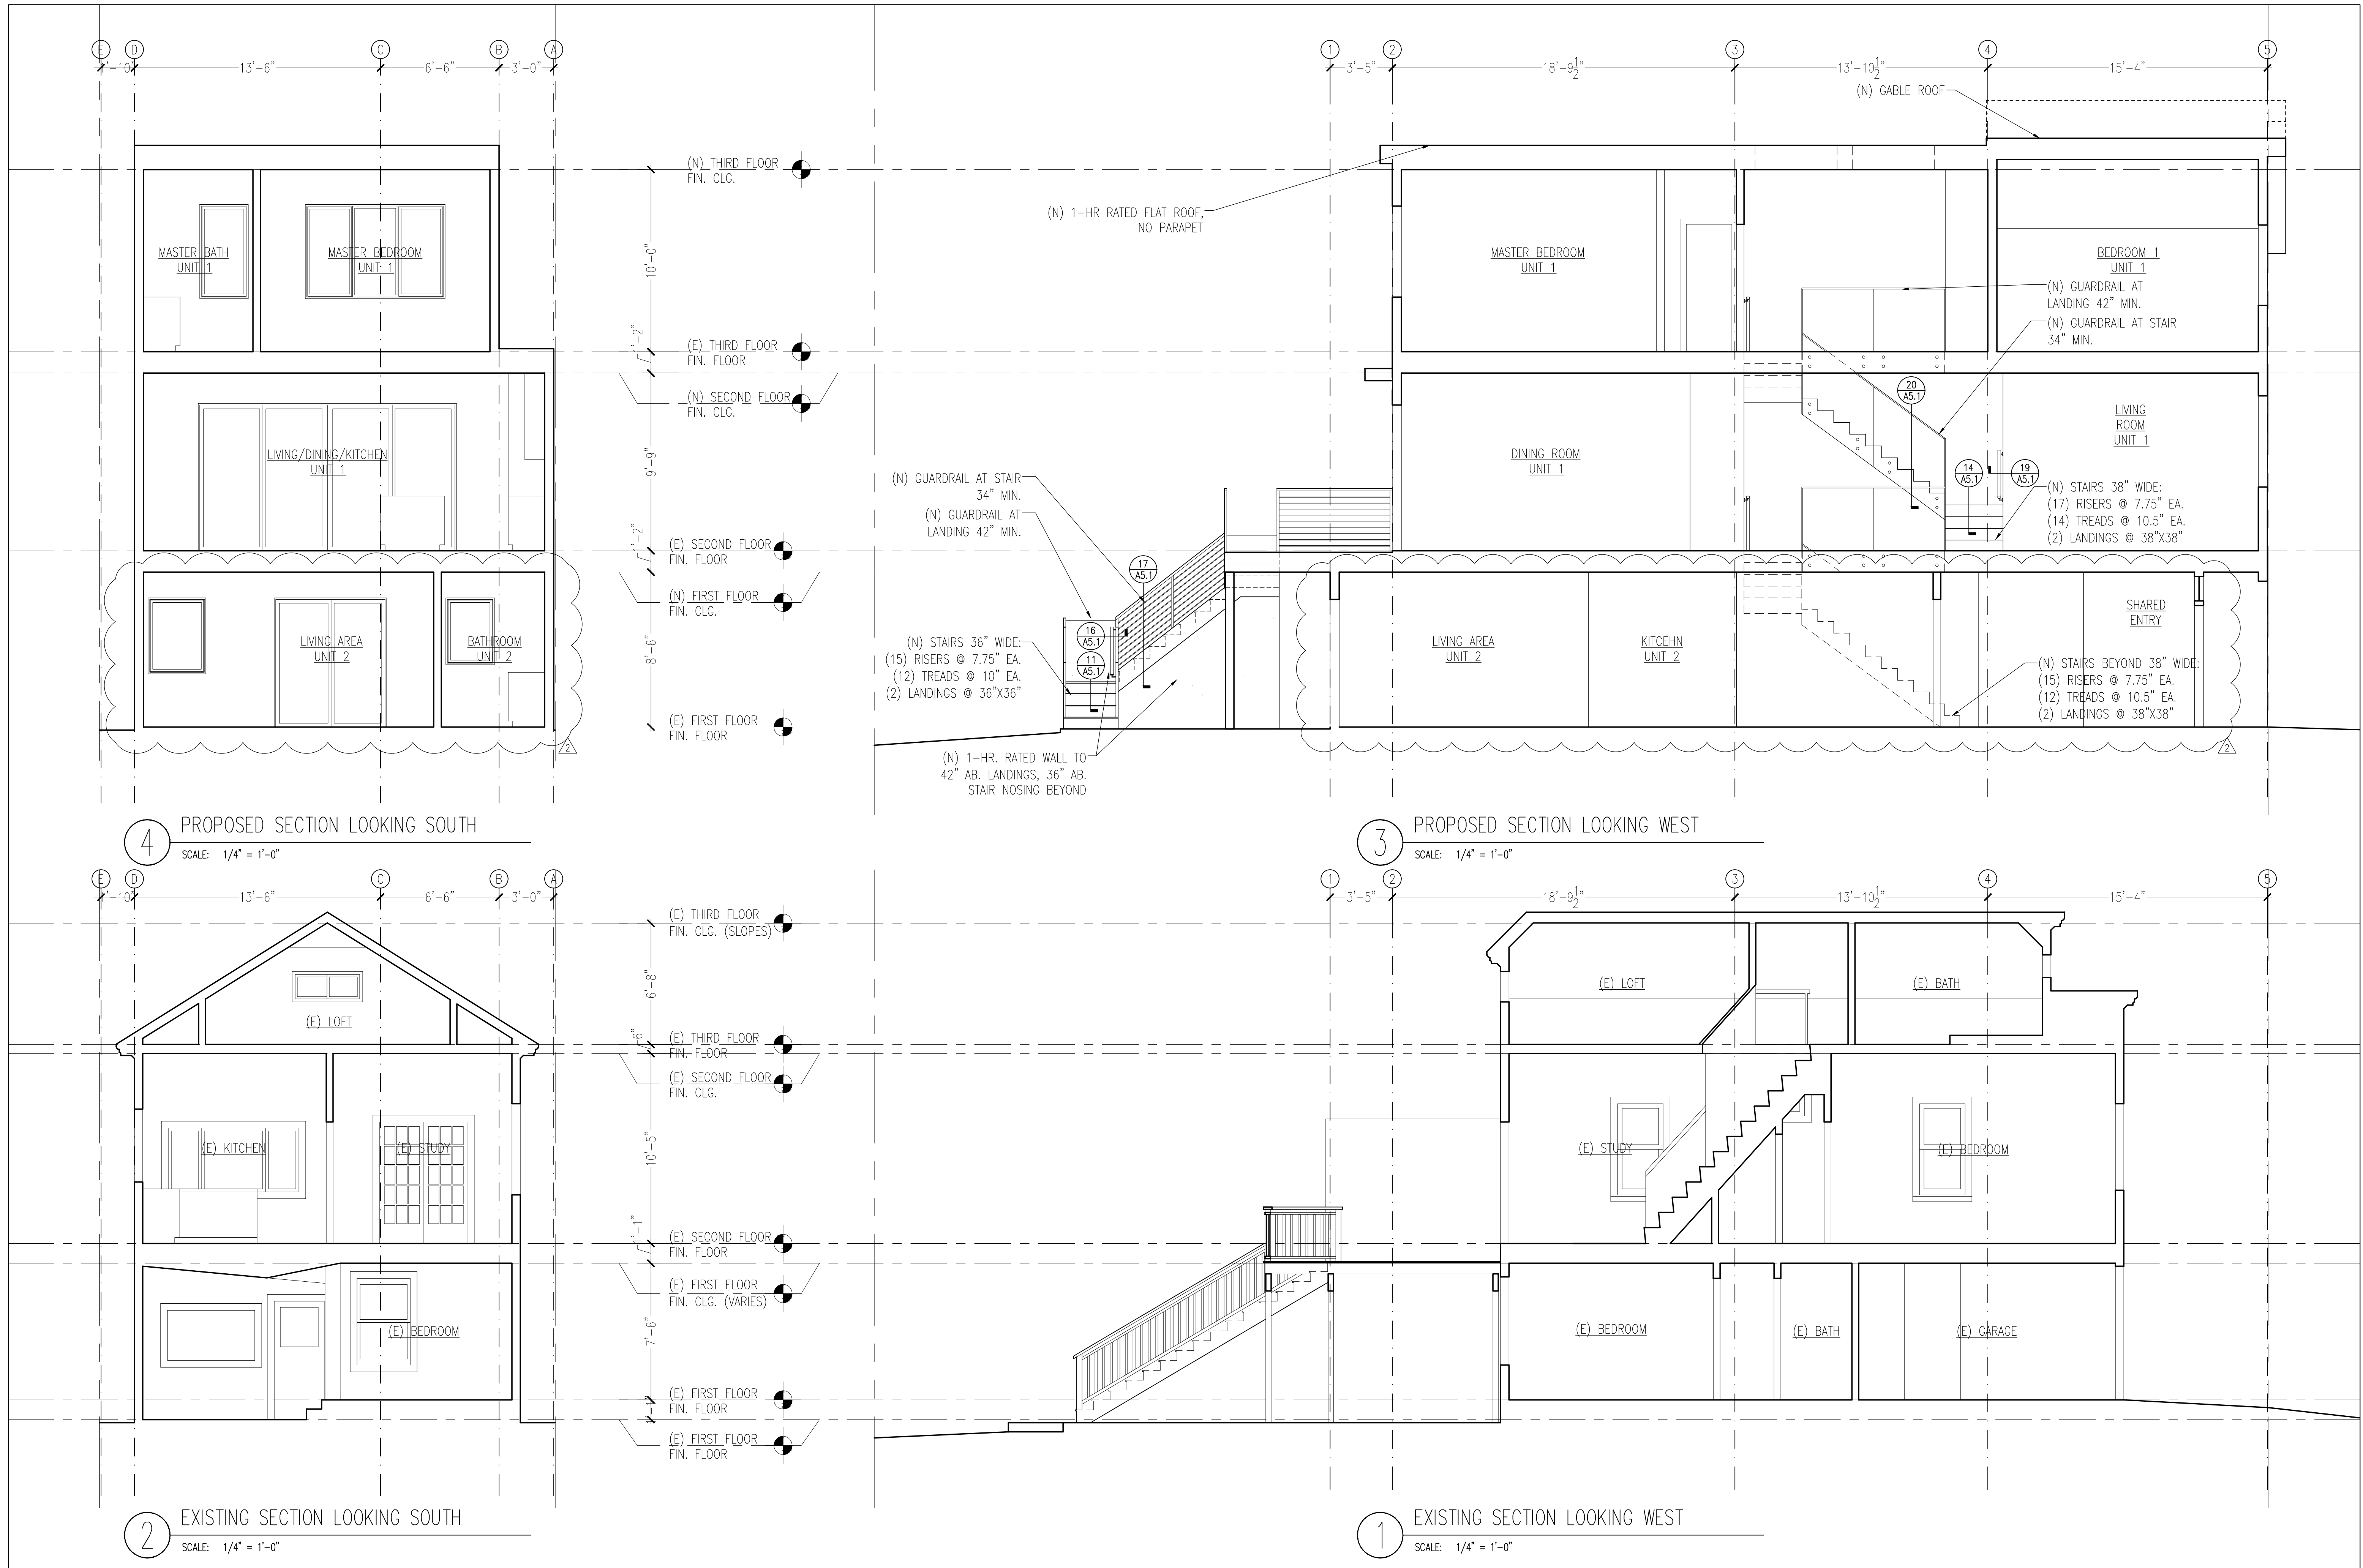 E
D
C
B
A
1'-10"
13'-6"
6'-6"
3'-0"
1
2
3
4
5
3'-5"
18'-9 1/2"
13'-10 1/2"
15'-4"
(N) GABLE ROOF
(N) THIRD FLOOR
FIN. CLG.
(N) 1-HR RATED FLAT ROOF,
NO PARAPET
MASTER BATH
UNIT 1
MASTER BEDROOM
UNIT 1
10'-0"
MASTER BEDROOM
UNIT 1
BEDROOM 1
UNIT 1
(N) GUARDRAIL AT
LANDING 42" MIN.
(N) GUARDRAIL AT STAIR
34" MIN.
1'-2"
(E) THIRD FLOOR
FIN. FLOOR
(N) SECOND FLOOR
FIN. CLG.
20
A5.1
LIVING/DINING/KITCHEN
UNIT 1
9'-9"
DINING ROOM
UNIT 1
LIVING
ROOM
UNIT 1
14
A5.1
19
A5.1
(N) STAIRS 38" WIDE:
(17) RISERS @ 7.75" EA.
(14) TREADS @ 10.5" EA.
(2) LANDINGS @ 38"X38"
(N) GUARDRAIL AT STAIR
34" MIN.
(N) GUARDRAIL AT
LANDING 42" MIN.
1'-2"
(E) SECOND FLOOR
FIN. FLOOR
17
A5.1
(N) FIRST FLOOR
FIN. CLG.
LIVING AREA
UNIT 2
BATHROOM
UNIT 2
8'-6"
16
A5.1
11
A5.1
(N) STAIRS 36" WIDE:
(15) RISERS @ 7.75" EA.
(12) TREADS @ 10" EA.
(2) LANDINGS @ 36"X36"
LIVING AREA
UNIT 2
KITCEHN
UNIT 2
SHARED
ENTRY
(N) STAIRS BEYOND 38" WIDE:
(15) RISERS @ 7.75" EA.
(12) TREADS @ 10.5" EA.
(2) LANDINGS @ 38"X38"
(E) FIRST FLOOR
FIN. FLOOR
2
2
(N) 1-HR. RATED WALL TO
42" AB. LANDINGS, 36" AB.
STAIR NOSING BEYOND
4
PROPOSED SECTION LOOKING SOUTH
SCALE: 1/4" = 1'-0"
3
PROPOSED SECTION LOOKING WEST
SCALE: 1/4" = 1'-0"
E
D
C
B
A
1'-10"
13'-6"
6'-6"
3'-0"
1
2
3
4
5
3'-5"
18'-9 1/2"
13'-10 1/2"
15'-4"
(E) THIRD FLOOR
FIN. CLG. (SLOPES)
6'-8"
(E) LOFT
(E) LOFT
(E) BATH
6"
(E) THIRD FLOOR
FIN. FLOOR
(E) SECOND FLOOR
FIN. CLG.
(E) KITCHEN
(E) STUDY
10'-5"
(E) STUDY
(E) BEDROOM
1'-1"
(E) SECOND FLOOR
FIN. FLOOR
(E) FIRST FLOOR
FIN. CLG. (VARIES)
(E) BEDROOM
7'-6"
(E) BEDROOM
(E) BATH
(E) GARAGE
(E) FIRST FLOOR
FIN. FLOOR
(E) FIRST FLOOR
FIN. FLOOR
2
EXISTING SECTION LOOKING SOUTH
SCALE: 1/4" = 1'-0"
1
EXISTING SECTION LOOKING WEST
SCALE: 1/4" = 1'-0"